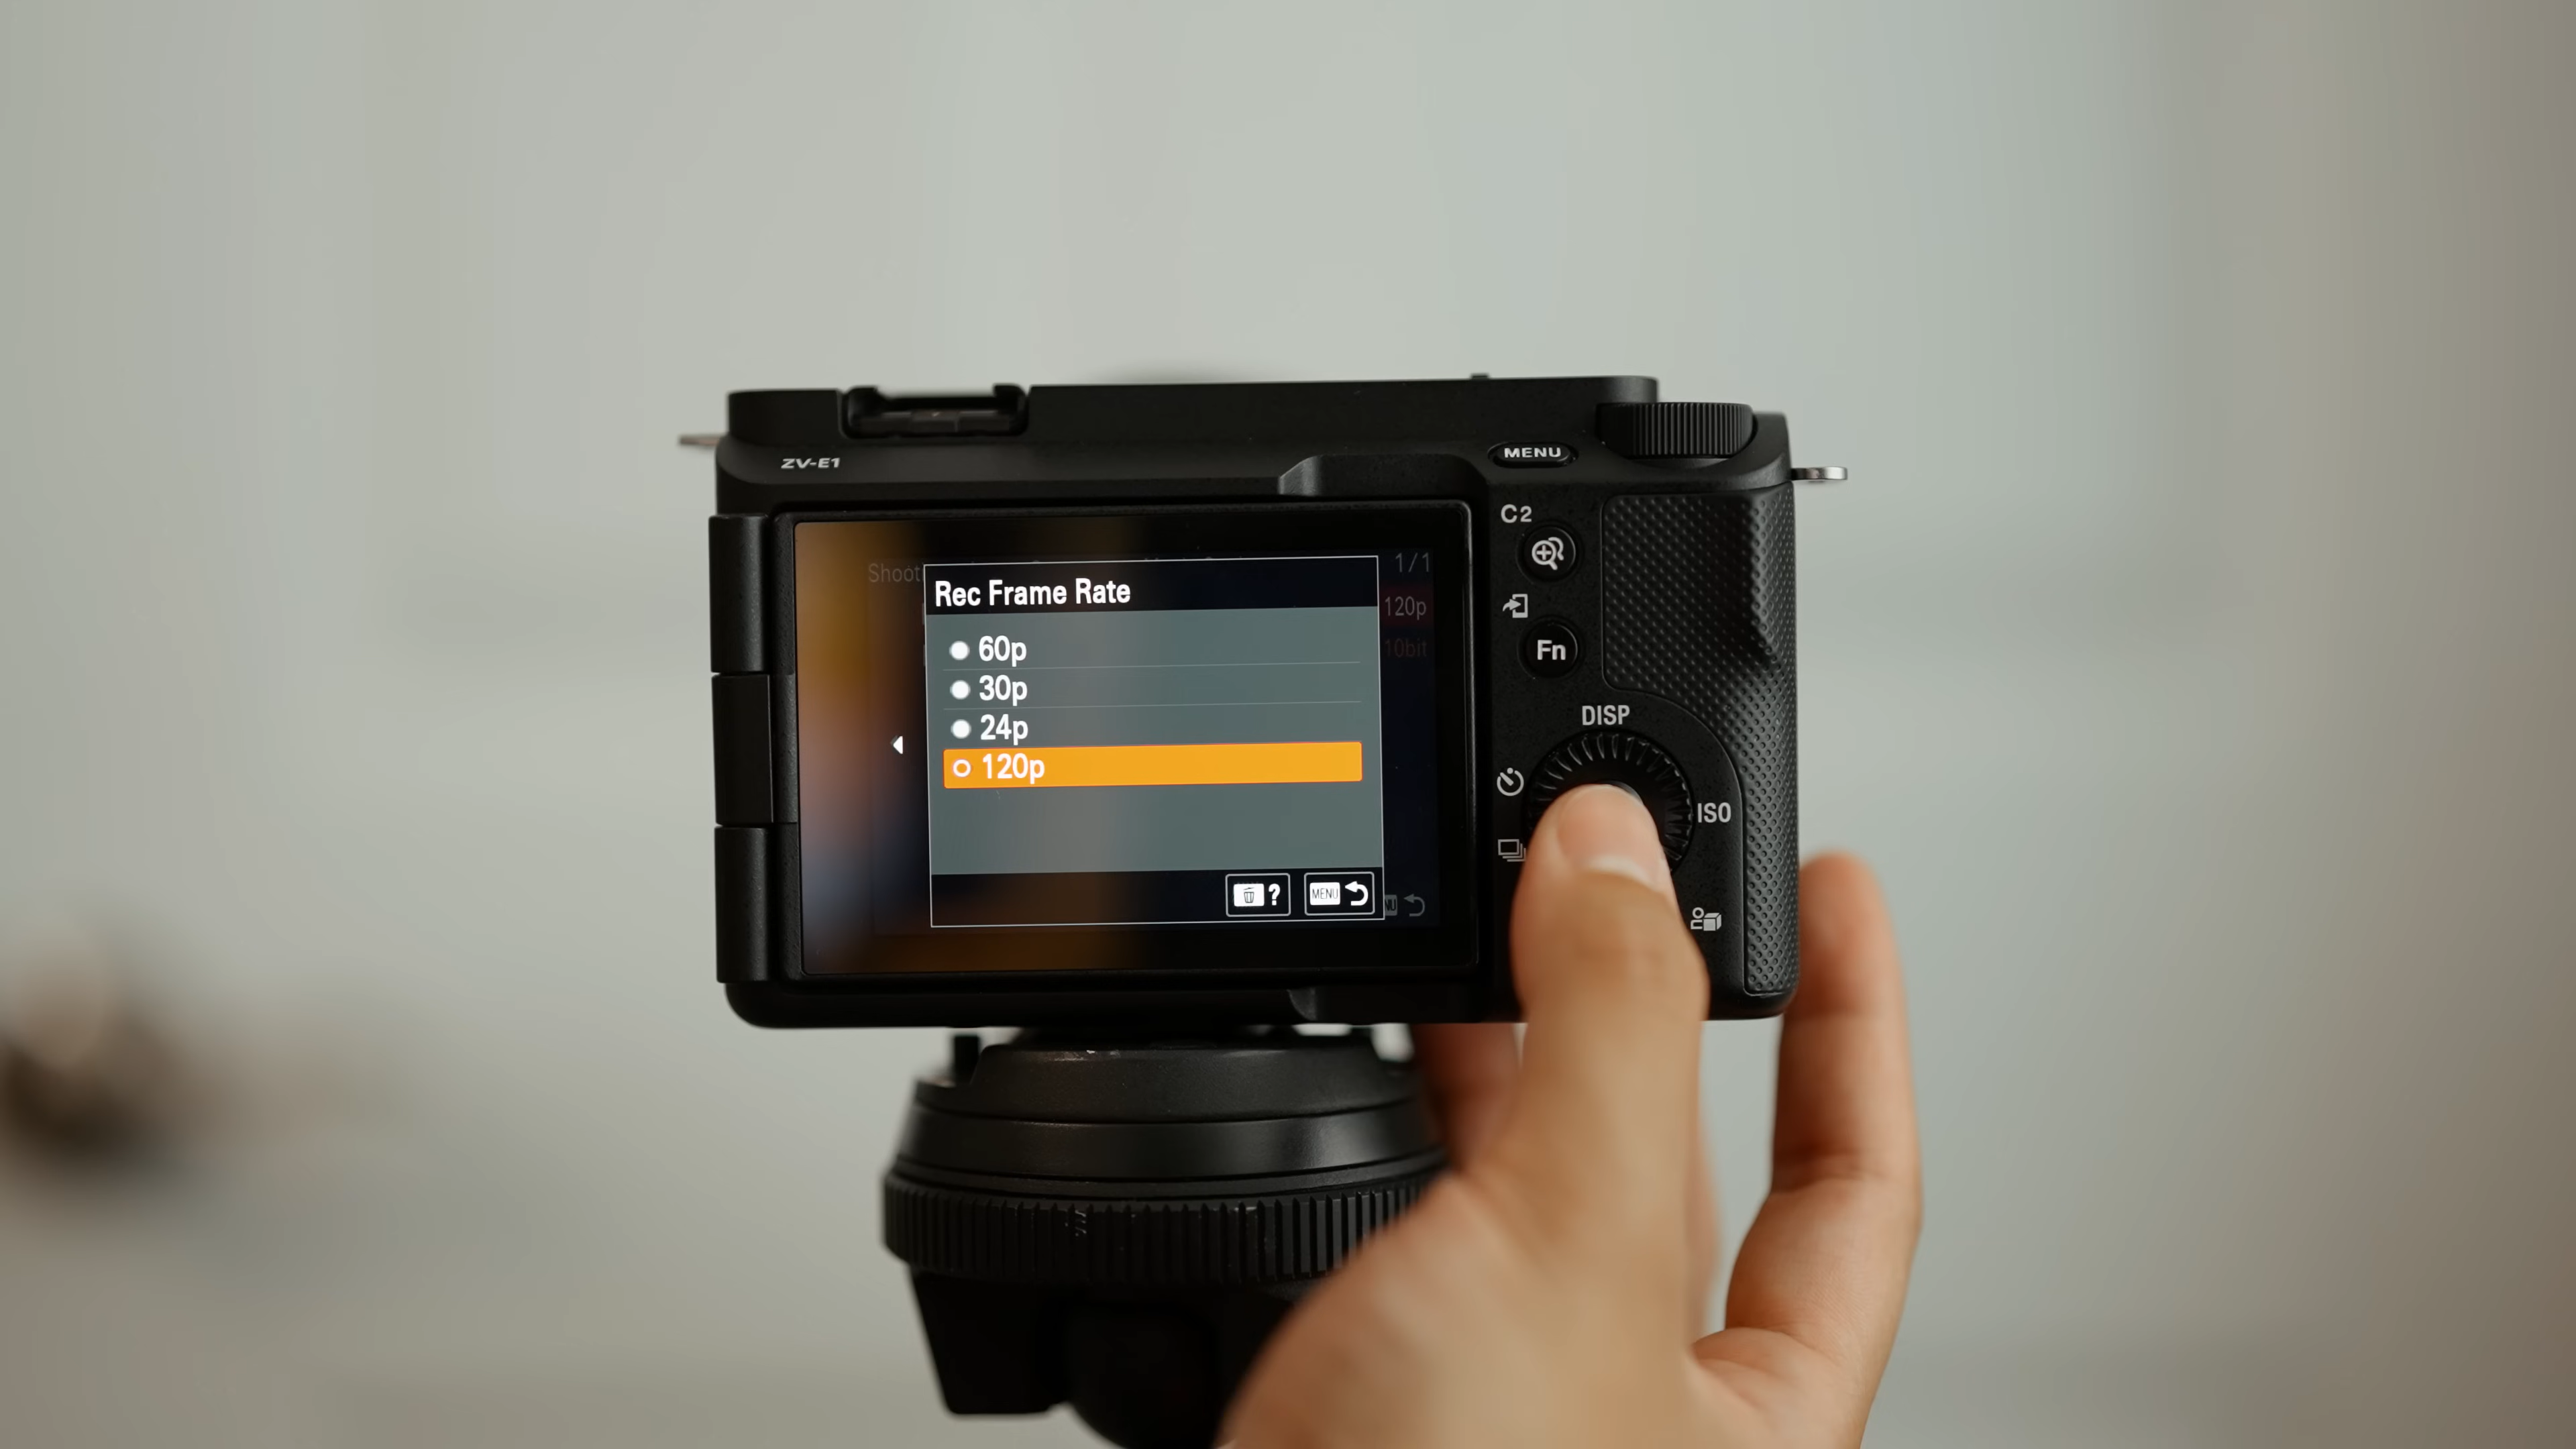 ZV-E1
MENU
C2
Shoot
1/1
Rec Frame Rate
120p
60p
10bit
Fn
30p
24p
DISP
120p
ISO
?
MENU